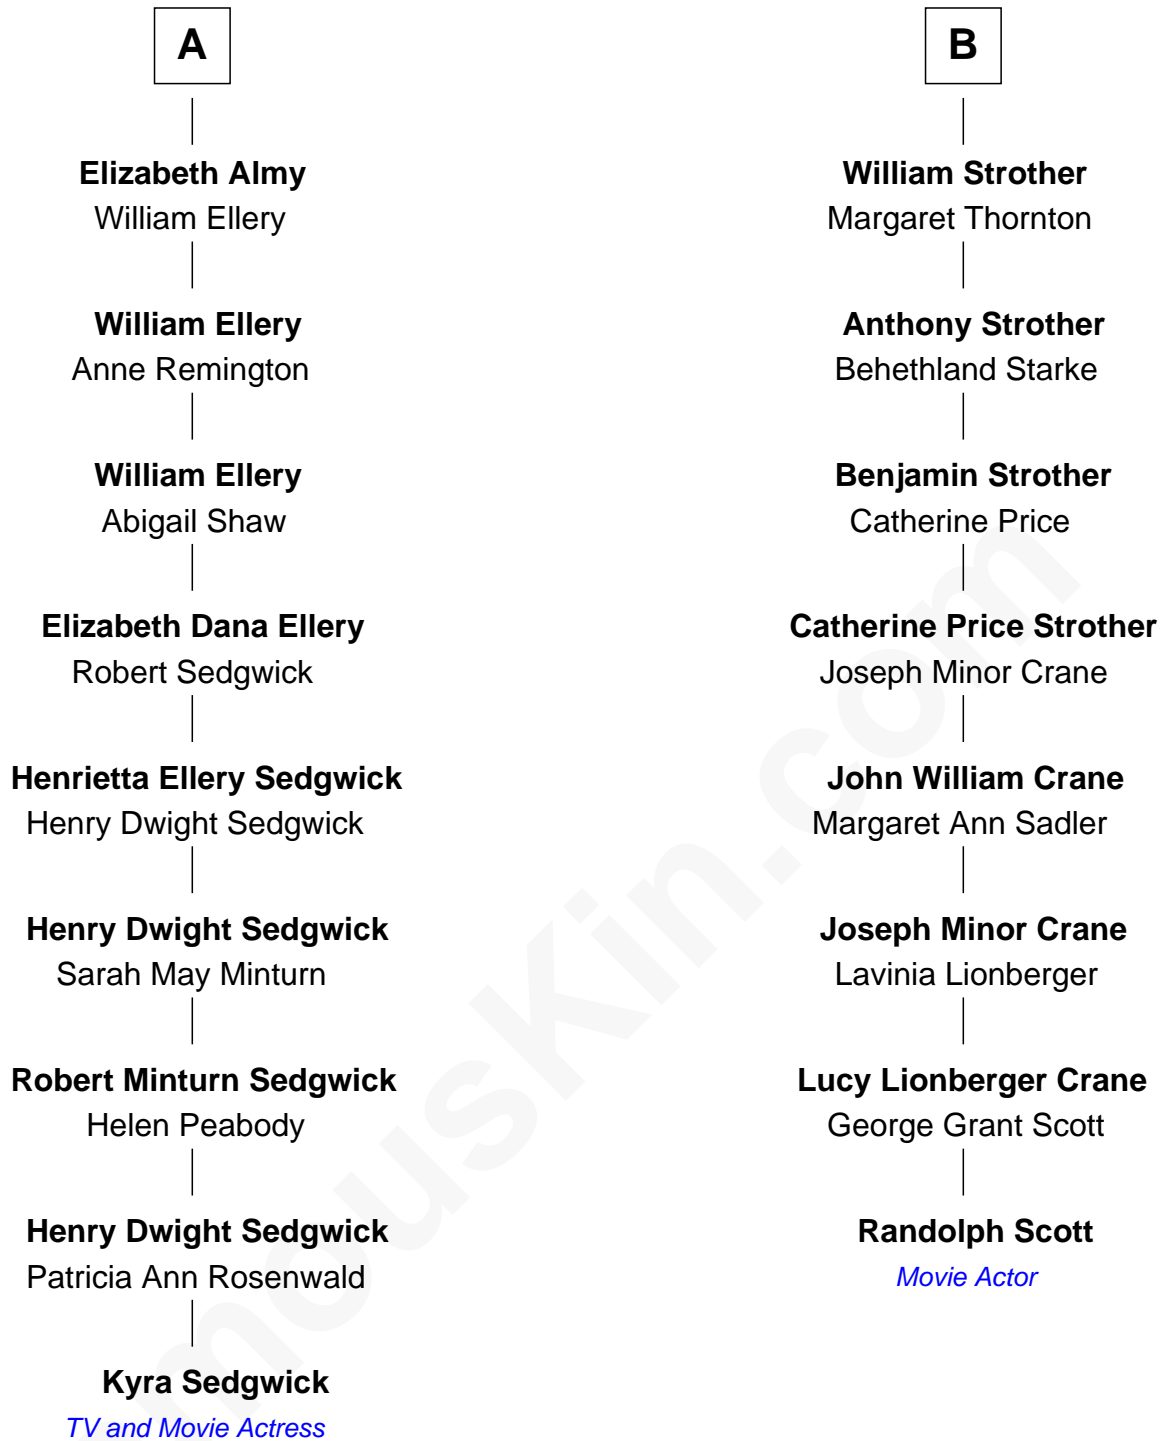 A
Elizabeth Almy
William Ellery
William Ellery
Anne Remington
William Ellery
Abigail Shaw
Elizabeth Dana Ellery
Robert Sedgwick
Henrietta Ellery Sedgwick
Henry Dwight Sedgwick
Henry Dwight Sedgwick
Sarah May Minturn
Robert Minturn Sedgwick
Helen Peabody
Henry Dwight Sedgwick
Patricia Ann Rosenwald
Kyra Sedgwick
TV and Movie Actress
B
William Strother
Margaret Thornton
Anthony Strother
Behethland Starke
Benjamin Strother
Catherine Price
Catherine Price Strother
Joseph Minor Crane
John William Crane
Margaret Ann Sadler
Joseph Minor Crane
Lavinia Lionberger
Lucy Lionberger Crane
George Grant Scott
Randolph Scott
Movie Actor
mousKin.com